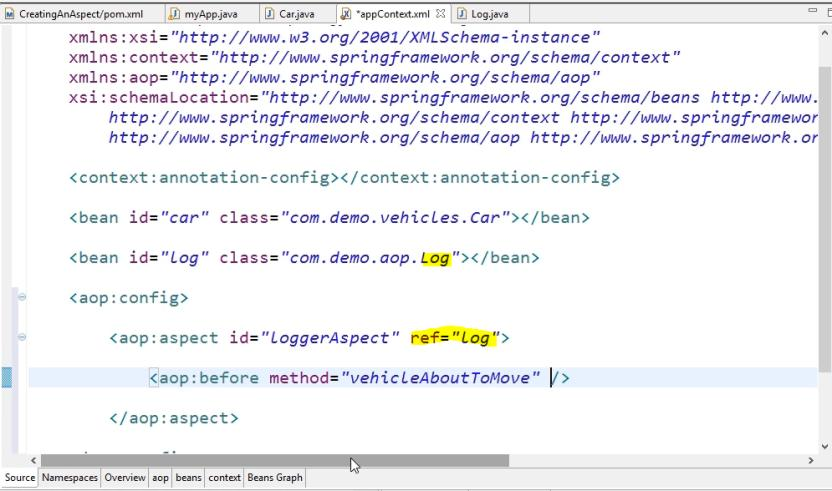 CreatingAnAspect/pom.xml myApp.java Car.java *appContext.xml Log.java
xmlns:xsi="http://www.w3.org/2001/XMLSchema-instance"
xmlns:context="http://www.springframework.org/schema/context"
xmlns:aop="http://www.springframework.org/schema/aop"
xsi:schemaLocation="http://www.springframework.org/schema/beans http://www.
http://www.springframework.org/schema/context http://www.springframewor
http://www.springframework.org/schema/aop http://www.springframework.or
<context:annotation-config></context:annotation-config>
<bean id="car" class="com.demo.vehicles.Car"></bean>
<bean id="log" class="com.demo.aop.Log"></bean>
<aop:config>
<aop:aspect id="loggerAspect" ref="log">
<aop:before method="vehicleAboutToMove" />
</aop:aspect>
Source Namespaces Overview aop beans context Beans Graph